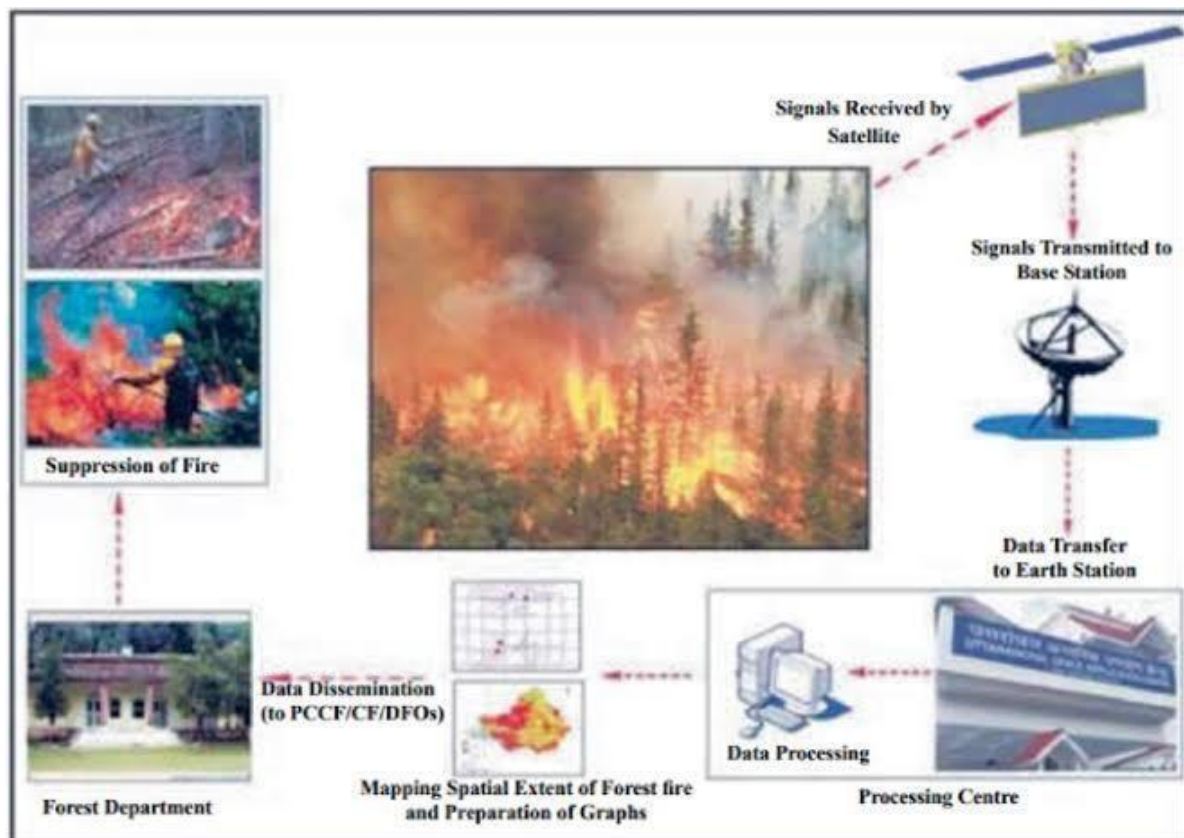 Signals Received by
Satellite
Signals Transmitted to
Base Station
Suppression of Fire
Data Transfer
to Earth Station
Data Dissemination
(to PCCF/CF/DFOs)
Data Processing
Mapping Spatial Extent of Forest fire
and Preparation of Graphs
Processing Centre
Forest Department